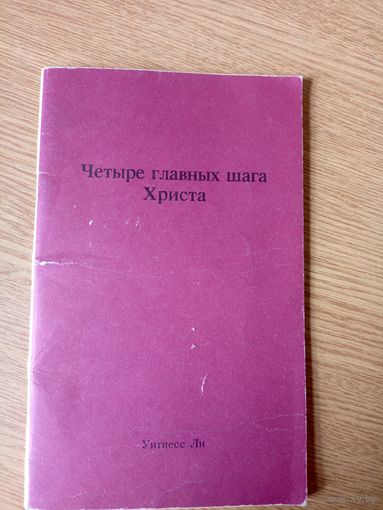 Четыре главных шага
Христа
Уитнесс Ли